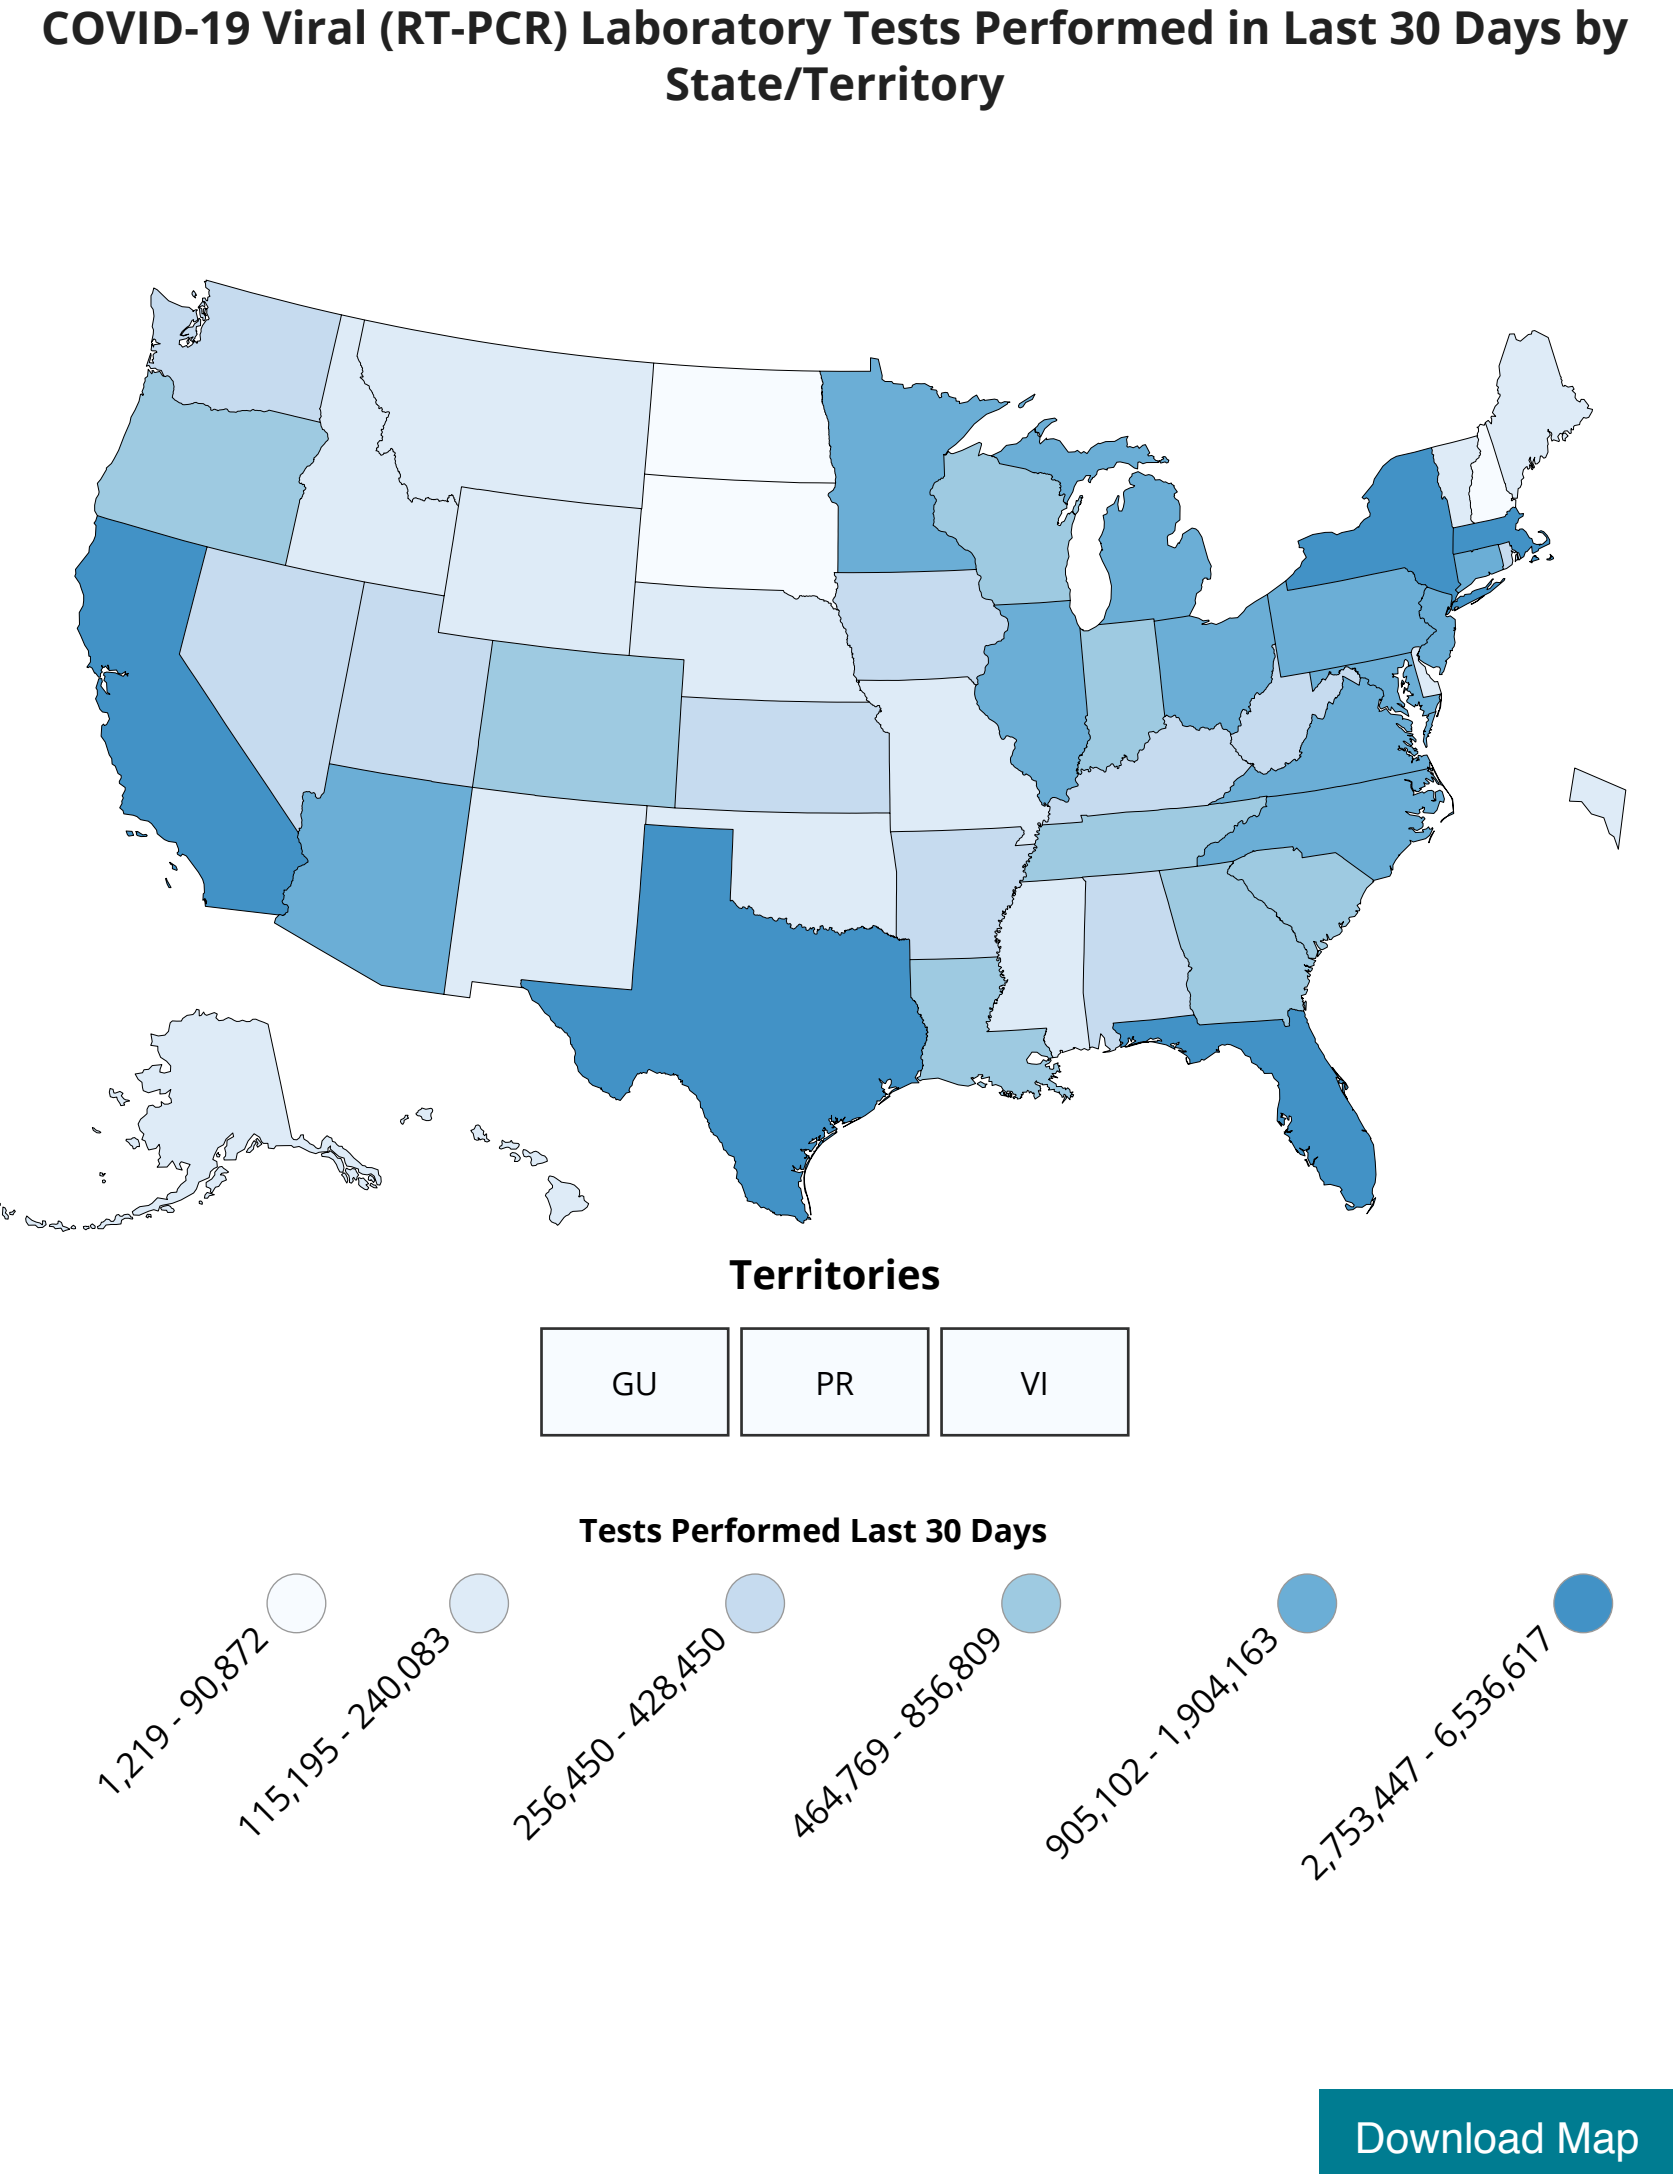 COVID-19 Viral (RT-PCR) Laboratory Tests Performed in Last 30 Days by
State/Territory
Territories
GU
PR
VI
Tests Performed Last 30 Days
1,219 - 90,872
115,195 - 240,083
256,450 - 428,450
464,769 - 856,809
905,102 - 1,904,163
2,753,447 - 6,536,617
Download Map